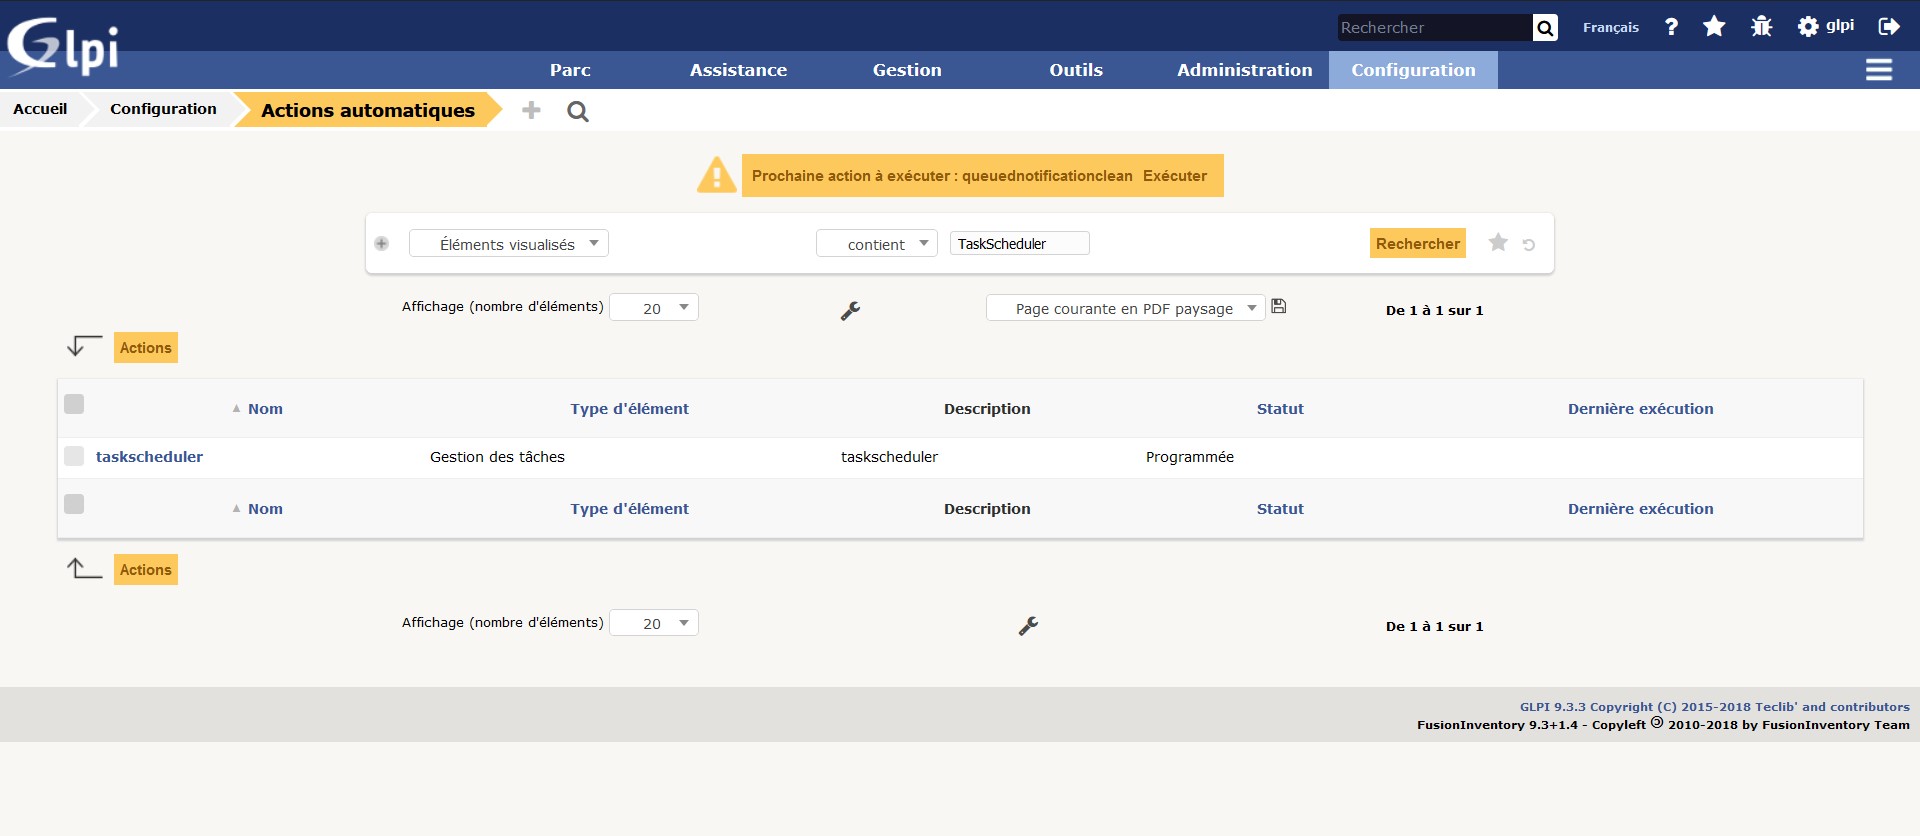 Glpi
Rechercher
Français
glpi
Parc
Assistance
Gestion
Outils
Administration
Configuration
Accueil
Configuration
Actions automatiques
Prochaine action à exécuter : queuednotificationclean Exécuter
Éléments visualisés
contient
TaskScheduler
Rechercher
Affichage (nombre d'éléments)
20
Page courante en PDF paysage
De 1 à 1 sur 1
Actions
Nom
Type d'élément
Description
Statut
Dernière exécution
taskscheduler
Gestion des tâches
taskscheduler
Programmée
Nom
Type d'élément
Description
Statut
Dernière exécution
Actions
Affichage (nombre d'éléments)
20
De 1 à 1 sur 1
GLPI 9.3.3 Copyright (C) 2015-2018 Teclib' and contributors
FusionInventory 9.3+1.4 - Copyleft 🄯 2010-2018 by FusionInventory Team